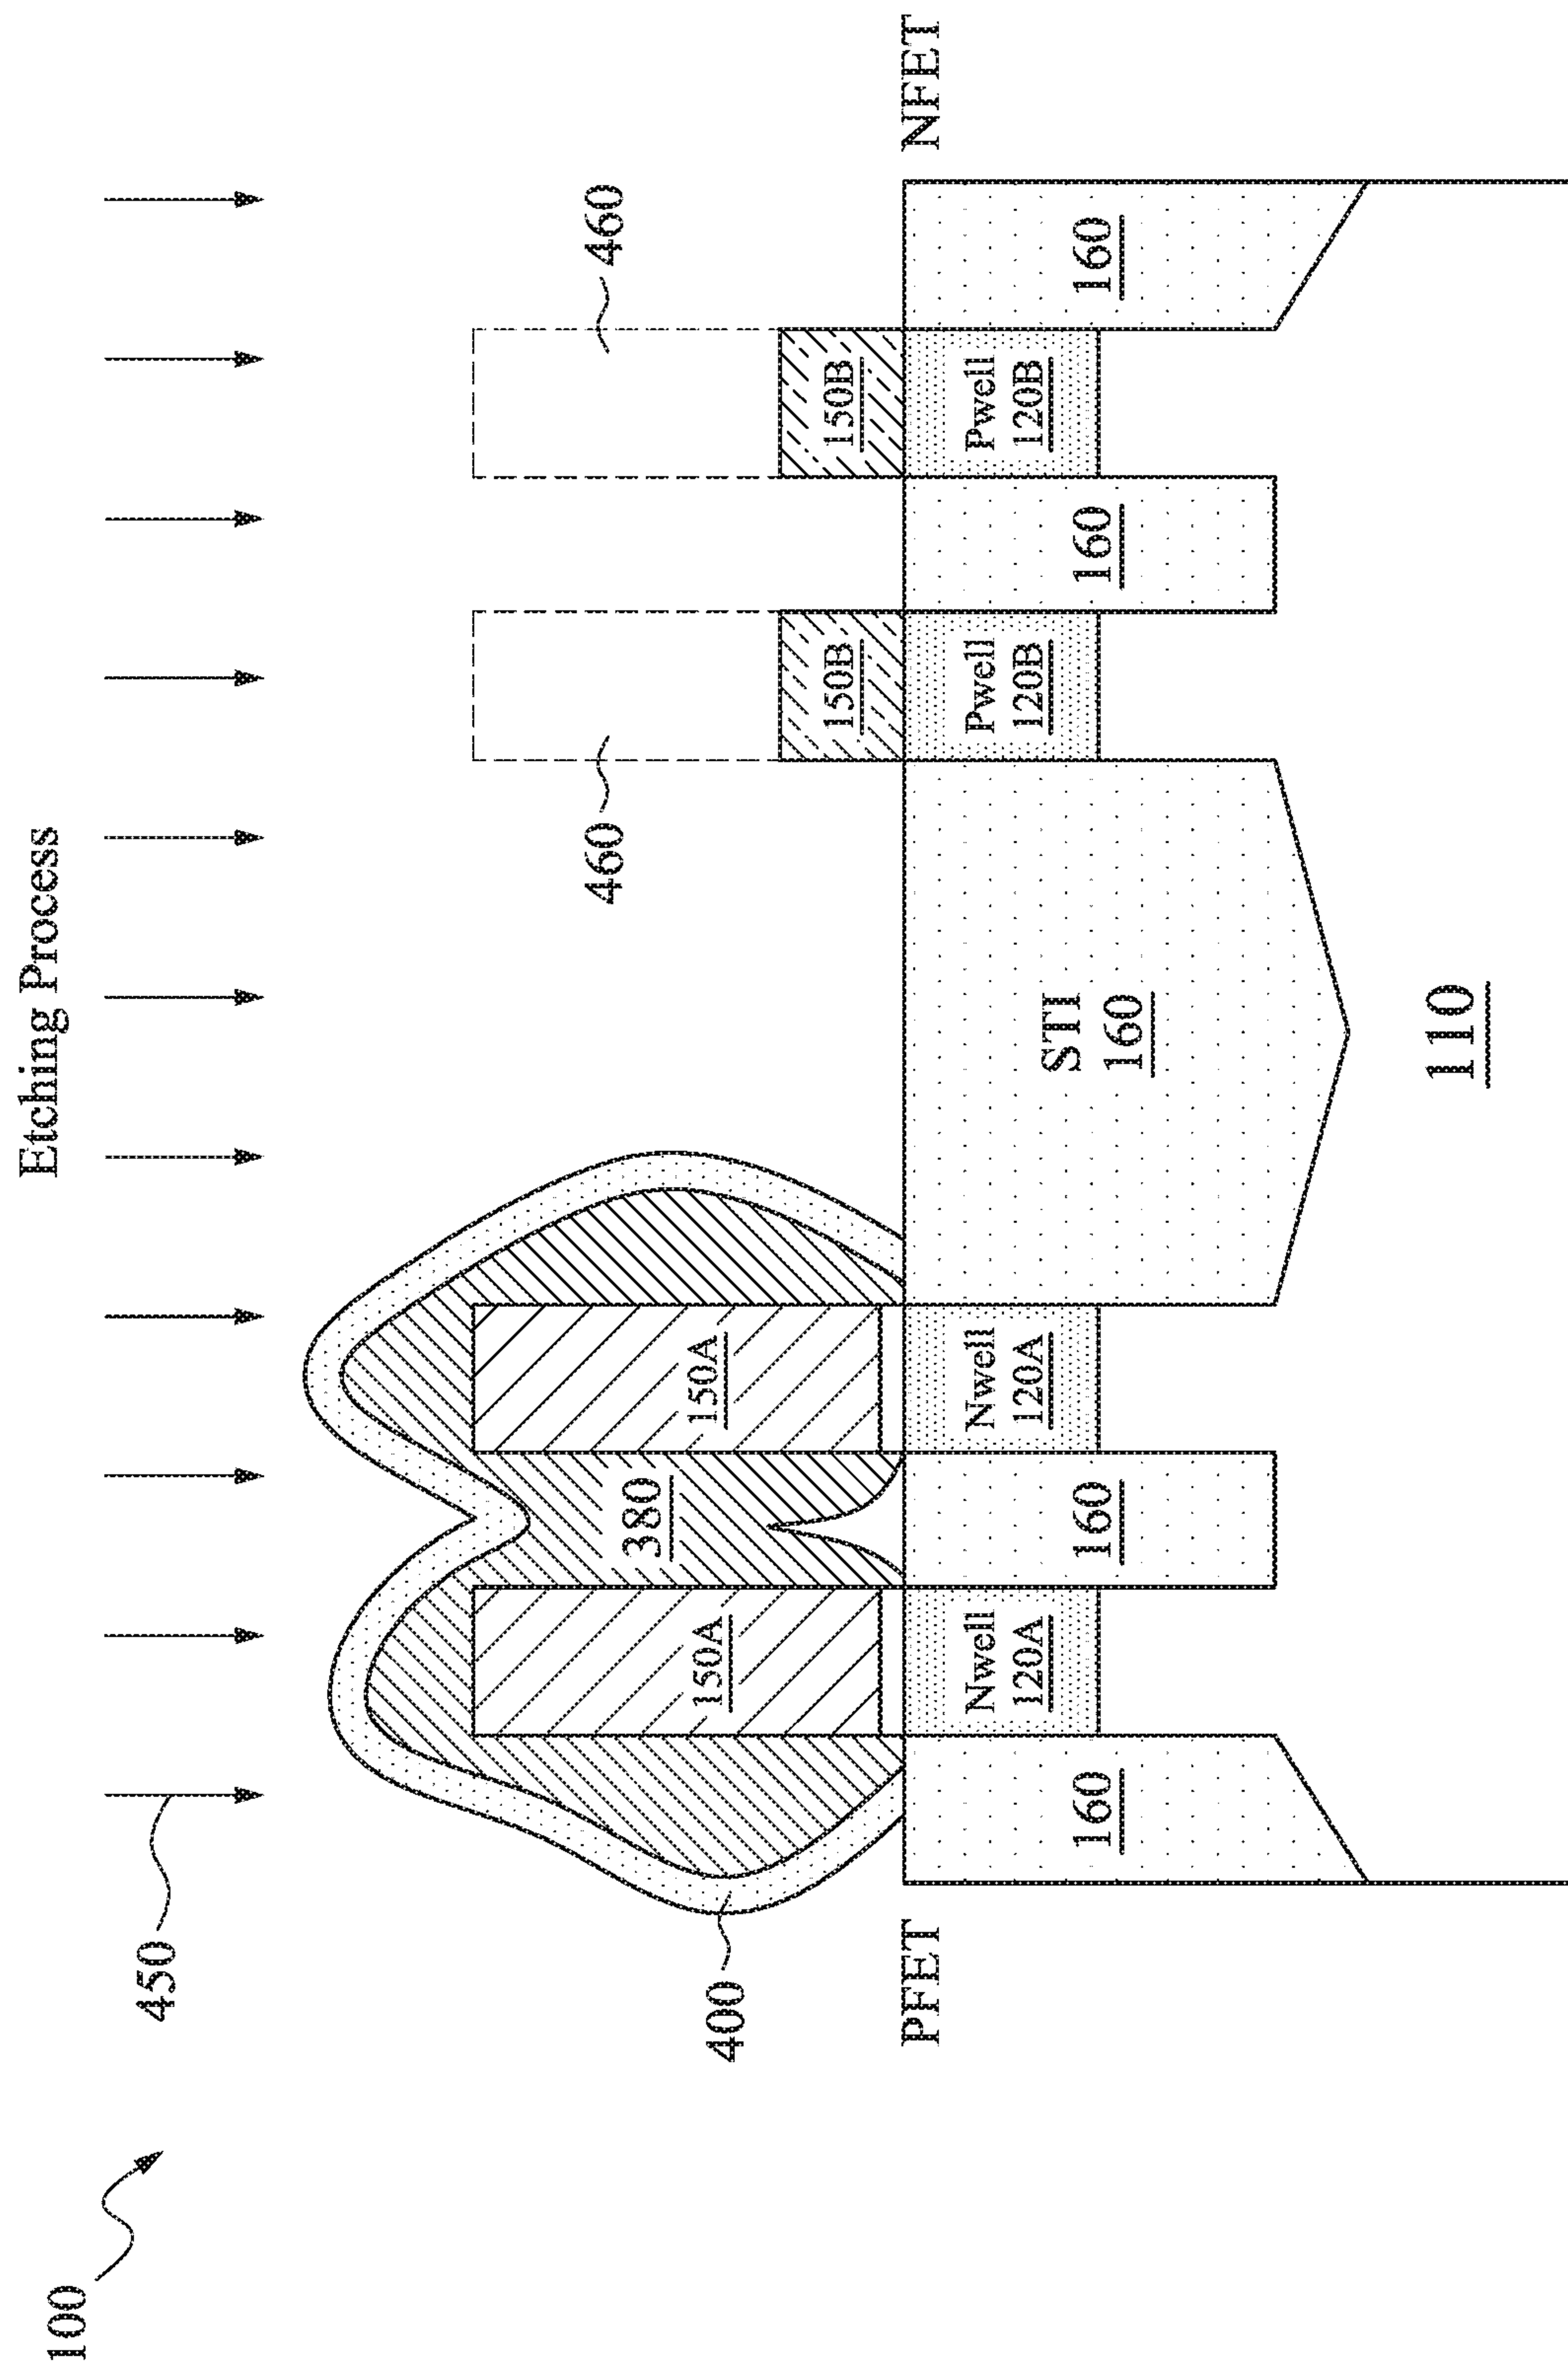 100
Etching Process
450
460
460
400
380
150A
150A
150B
150B
PFET
NFET
Nwell
120A
Nwell
120A
Pwell
120B
Pwell
120B
160
160
STI
160
160
160
110